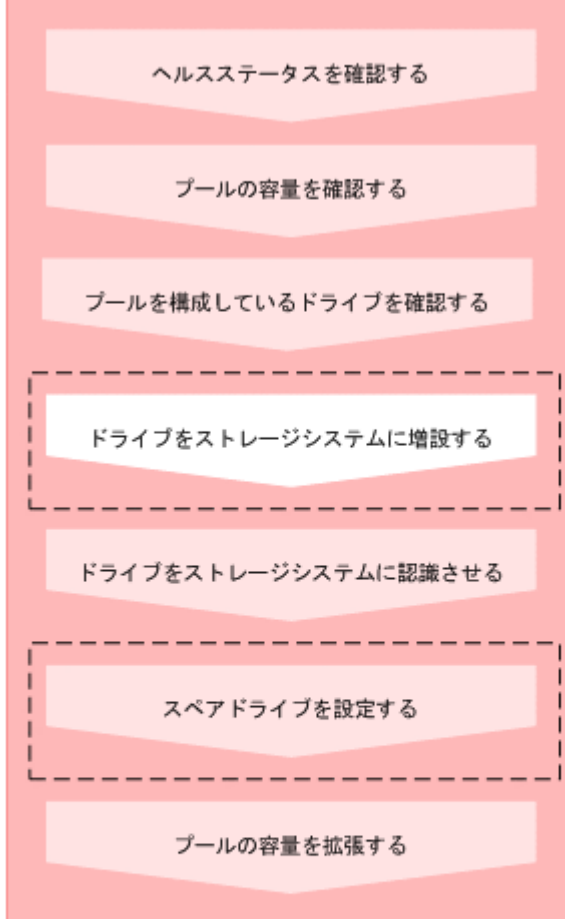 ヘルスステータスを確認する
プールの容量を確認する
プールを構成しているドライブを確認する
ドライブをストレージシステムに増設する
ドライブをストレージシステムに認識させる
スペアドライブを設定する
プールの容量を拡張する